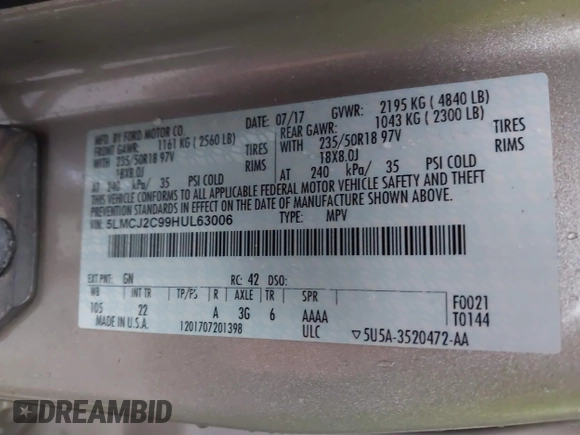 MFD. BY FORD MOTOR CO.
DATE: 07/17 GVWR: 2195 KG ( 4840 LB)
FRONT GAWR: 1161 KG ( 2560 LB) REAR GAWR: 1043 KG ( 2300 LB)
WITH 235/50R18 97V TIRES WITH 235/50R18 97V TIRES
18X8.0J RIMS 18X8.0J RIMS
AT 240 kPa/ 35 PSI COLD AT 240 kPa/ 35 PSI COLD
THIS VEHICLE CONFORMS TO ALL APPLICABLE FEDERAL MOTOR VEHICLE SAFETY AND THEFT
PREVENTION STANDARDS IN EFFECT ON THE DATE OF MANUFACTURE SHOWN ABOVE.
VIN: 5LMCJ2C99HUL63006 TYPE: MPV
EXT PNT: GN RC: 42 DSO:
WB INT TR TP/PS R AXLE TR SPR
105 22 A 3G 6 AAAA
F0021
T0144
MADE IN U.S.A. 1201707201398 ULC ▽5U5A-3520472-AA
DREAMBID